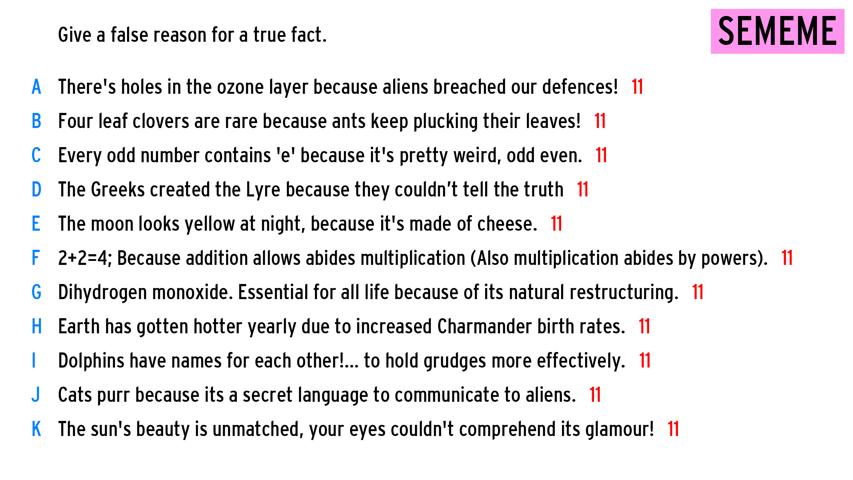 Give a false reason for a true fact.
SEMEME
A There's holes in the ozone layer because aliens breached our defences! 11
B Four leaf clovers are rare because ants keep plucking their leaves! 11
C Every odd number contains 'e' because it's pretty weird, odd even. 11
D The Greeks created the Lyre because they couldn't tell the truth 11
E The moon looks yellow at night, because it's made of cheese. 11
F 2+2=4; Because addition allows abides multiplication (Also multiplication abides by powers). 11
G Dihydrogen monoxide. Essential for all life because of its natural restructuring. 11
H Earth has gotten hotter yearly due to increased Charmander birth rates. 11
I Dolphins have names for each other!... to hold grudges more effectively. 11
J Cats purr because its a secret language to communicate to aliens. 11
K The sun's beauty is unmatched, your eyes couldn't comprehend its glamour! 11